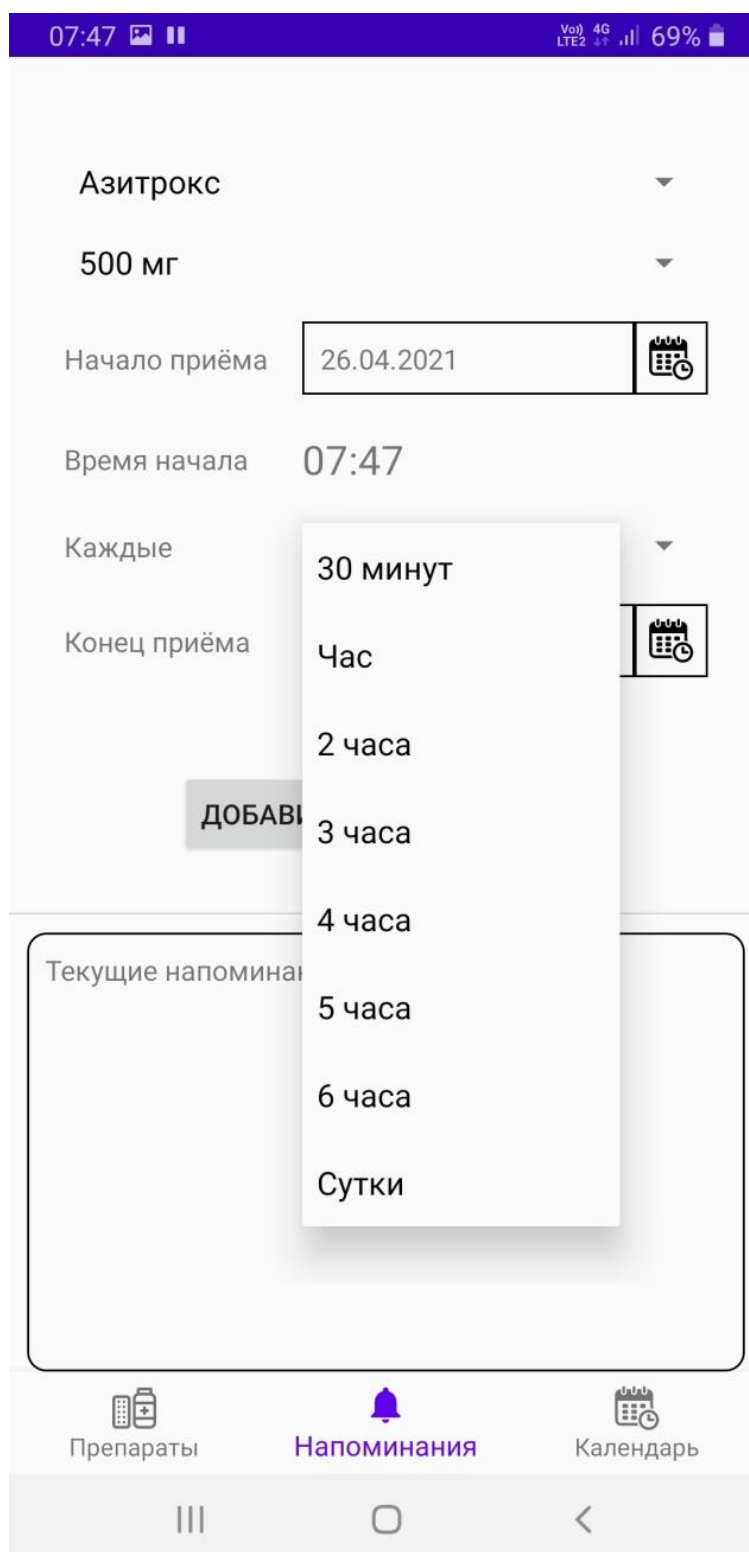 07:47 Vo)) LTE2 4G 69%
Азитрокс
500 мг
Начало приёма 26.04.2021
Время начала 07:47
Каждые
30 минут
Конец приёма
Час
2 часа
ДОБАВИ
3 часа
4 часа
Текущие напомина
5 часа
6 часа
Сутки
Препараты Напоминания Календарь